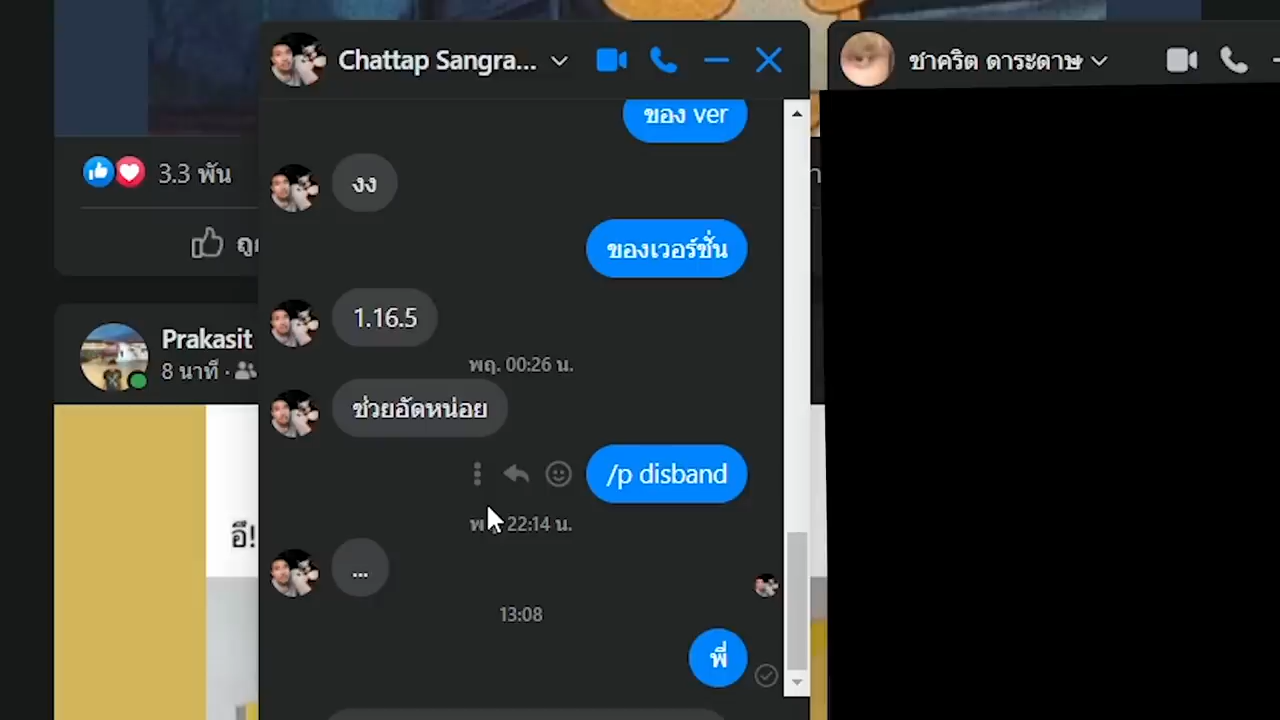 Chattap Sangra...
ชาคริต ดาระดาษ
ของ ver
3.3 พัน
งง
ของเวอร์ชั่น
1.16.5
Prakasit
8 นาที ·
พฤ. 00:26 น.
ช่วยอัดหน่อย
/p disband
22:14 น.
อี!
...
13:08
พี่